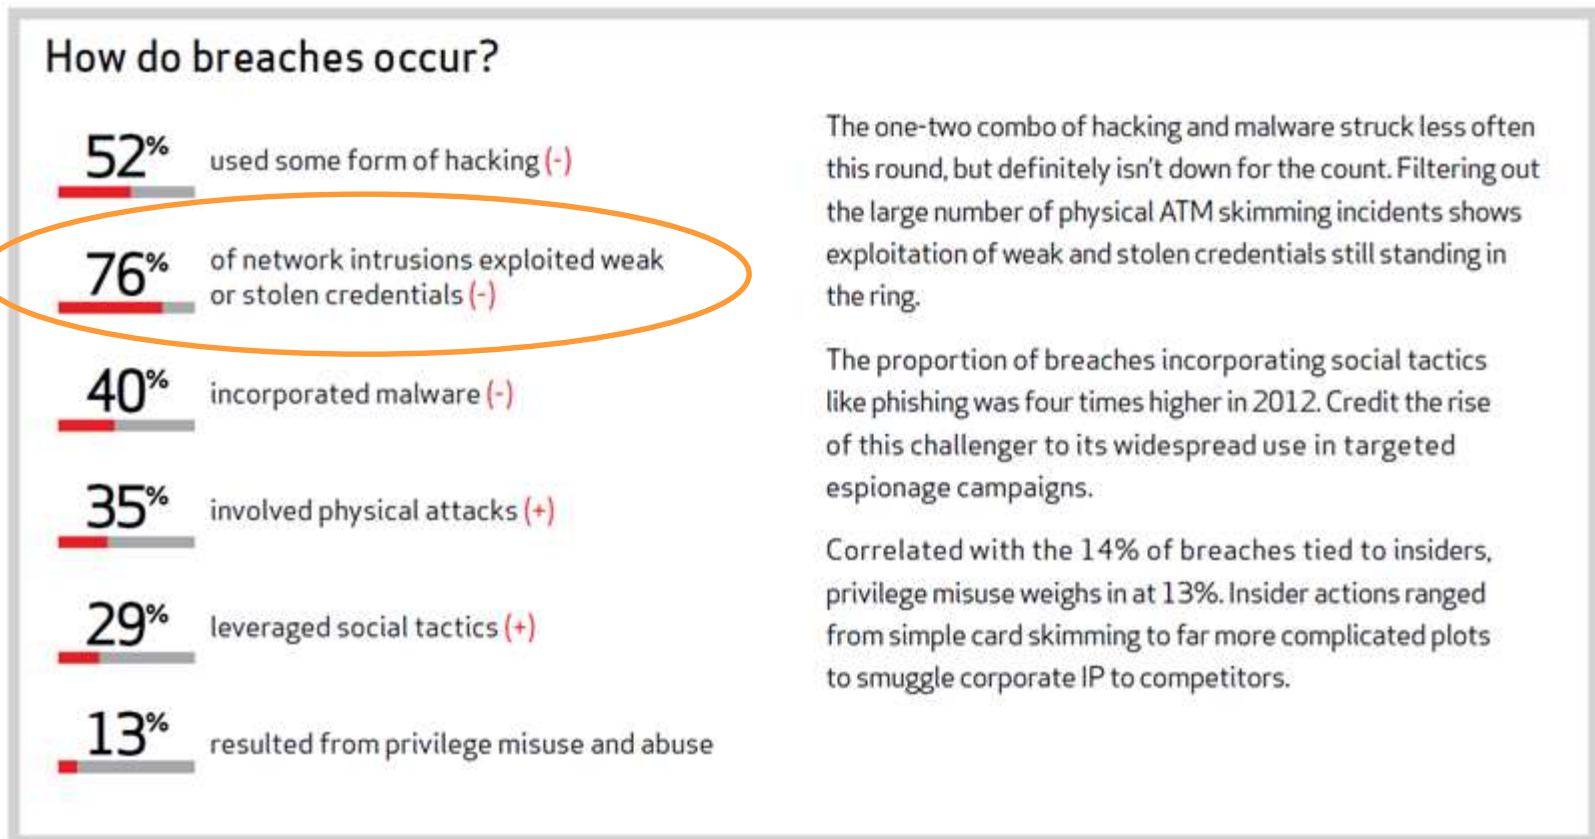 How do breaches occur?
52% used some form of hacking (-)
76% of network intrusions exploited weak
or stolen credentials (-)
40% incorporated malware (-)
35% involved physical attacks (+)
29% leveraged social tactics (+)
13% resulted from privilege misuse and abuse
The one-two combo of hacking and malware struck less often
this round, but definitely isn't down for the count. Filtering out
the large number of physical ATM skimming incidents shows
exploitation of weak and stolen credentials still standing in
the ring.
The proportion of breaches incorporating social tactics
like phishing was four times higher in 2012. Credit the rise
of this challenger to its widespread use in targeted
espionage campaigns.
Correlated with the 14% of breaches tied to insiders,
privilege misuse weighs in at 13%. Insider actions ranged
from simple card skimming to far more complicated plots
to smuggle corporate IP to competitors.